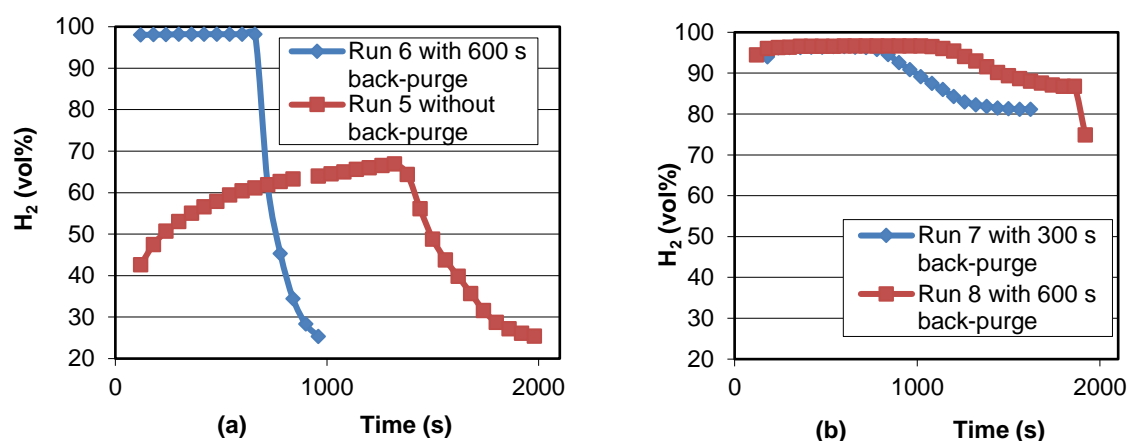 100
90
80
70
60
50
40
30
20
H2 (vol%)
Run 6 with 600 s
back-purge
Run 5 without
back-purge
0
1000
2000
(a)
Time (s)
100
90
80
70
60
50
40
30
20
H2 (vol%)
Run 7 with 300 s
back-purge
Run 8 with 600 s
back-purge
0
1000
2000
(b)
Time (s)